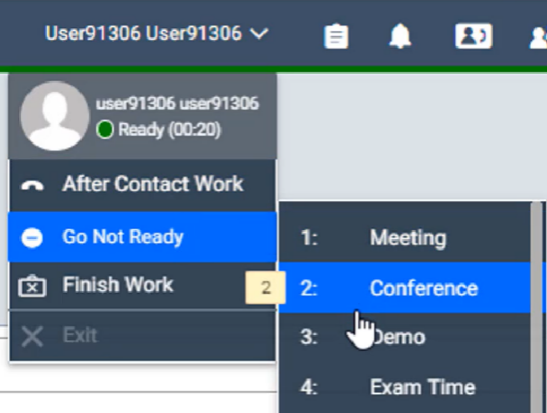 User91306 User91306
user91306 user91306
Ready (00:20)
After Contact Work
Go Not Ready
Finish Work
2
Exit
1: Meeting
2: Conference
3: Demo
4: Exam Time